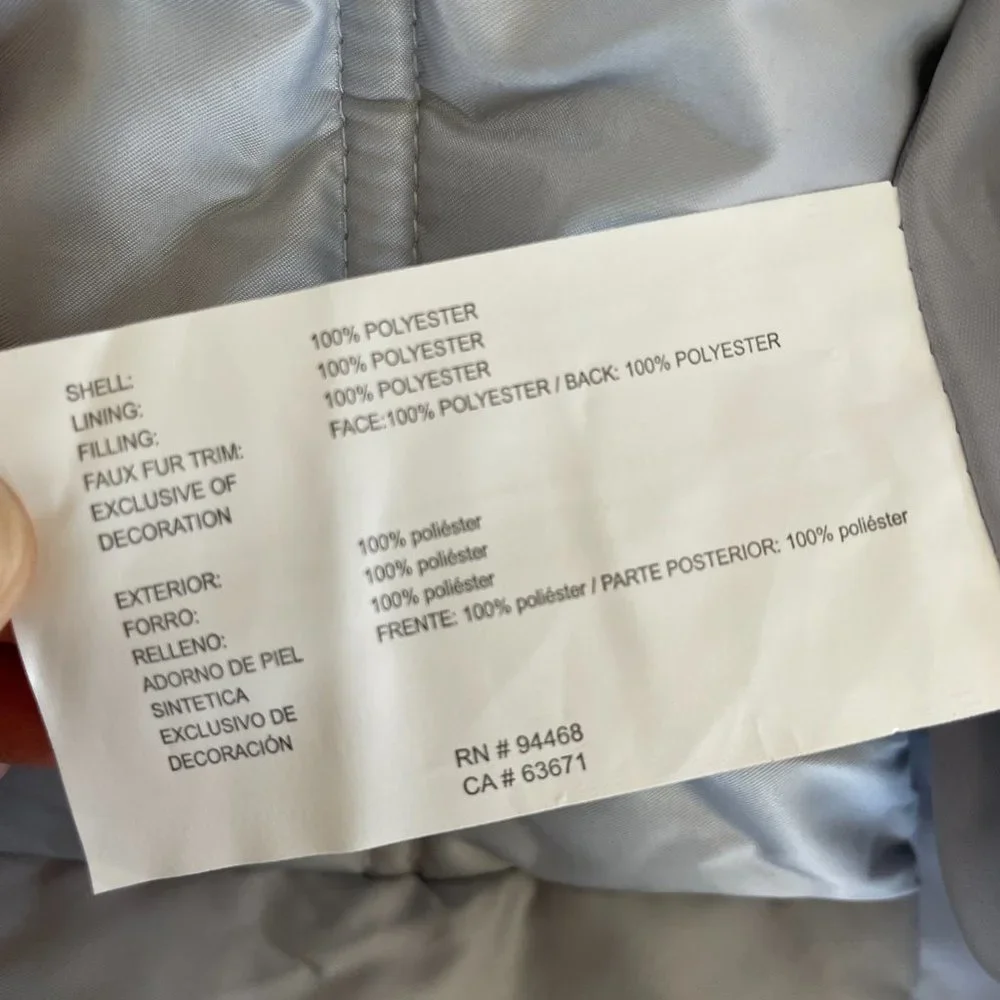 SHELL: 100% POLYESTER
LINING: 100% POLYESTER
FILLING: 100% POLYESTER
FAUX FUR TRIM: FACE:100% POLYESTER / BACK: 100% POLYESTER
EXCLUSIVE OF
DECORATION
EXTERIOR: 100% poliéster
FORRO: 100% poliéster
RELLENO: 100% poliéster
ADORNO DE PIEL FRENTE: 100% poliéster / PARTE POSTERIOR: 100% poliéster
SINTETICA
EXCLUSIVO DE
DECORACIÓN
RN # 94468
CA # 63671